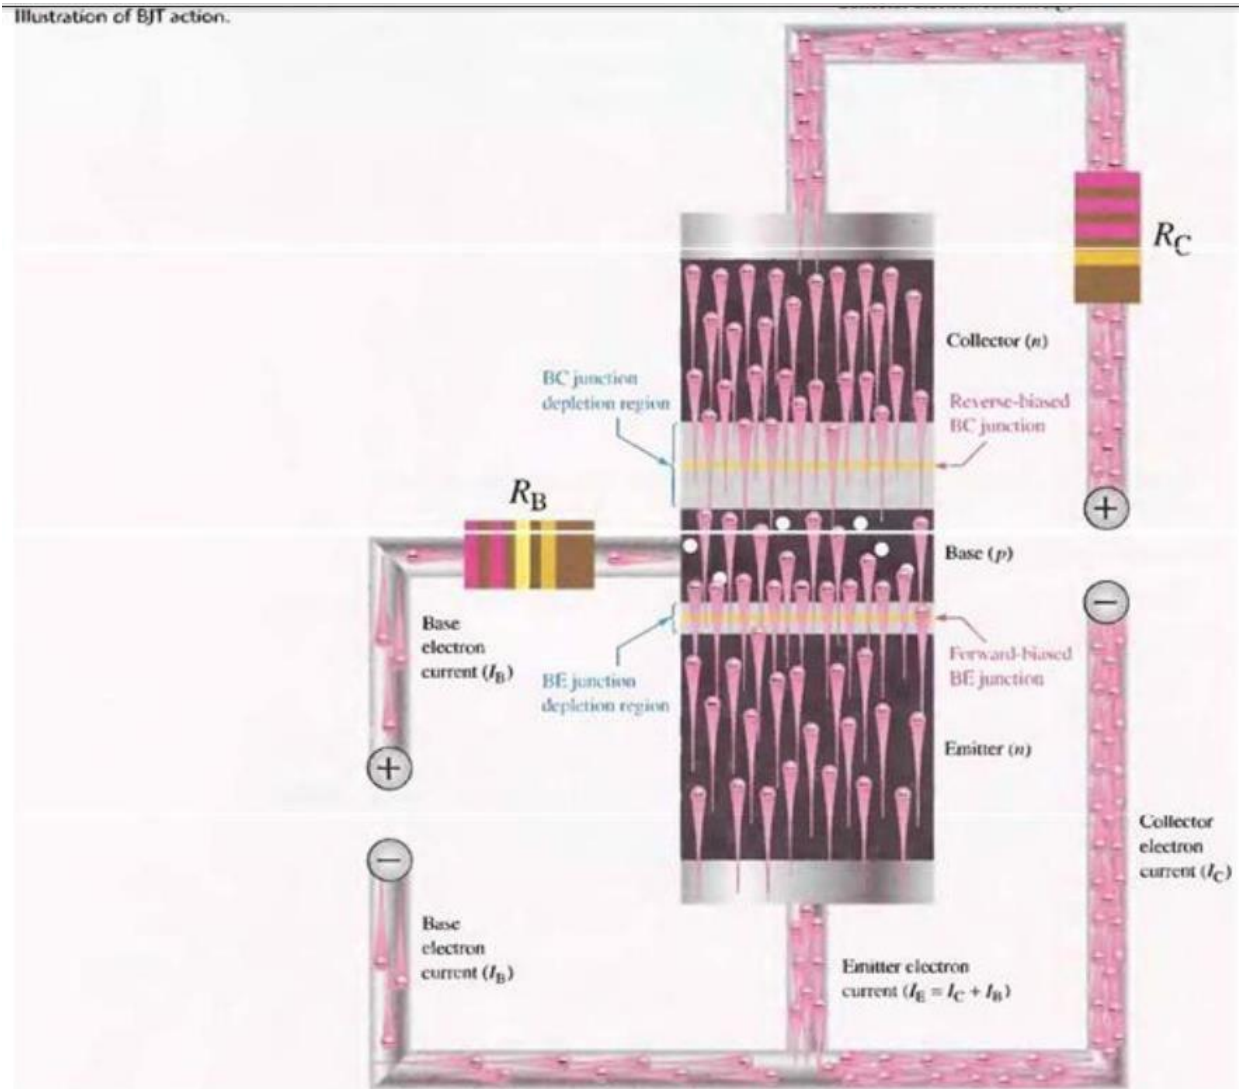 Illustration of BJT action.
R_C
Collector (n)
BC junction
depletion region
Reverse-biased
BC junction
R_B
+
Base (p)
−
Base
electron
current (I_B)
BE junction
depletion region
Forward-biased
BE junction
Emitter (n)
+
Collector
electron
current (I_C)
−
Base
electron
current (I_B)
Emitter electron
current (I_E = I_C + I_B)